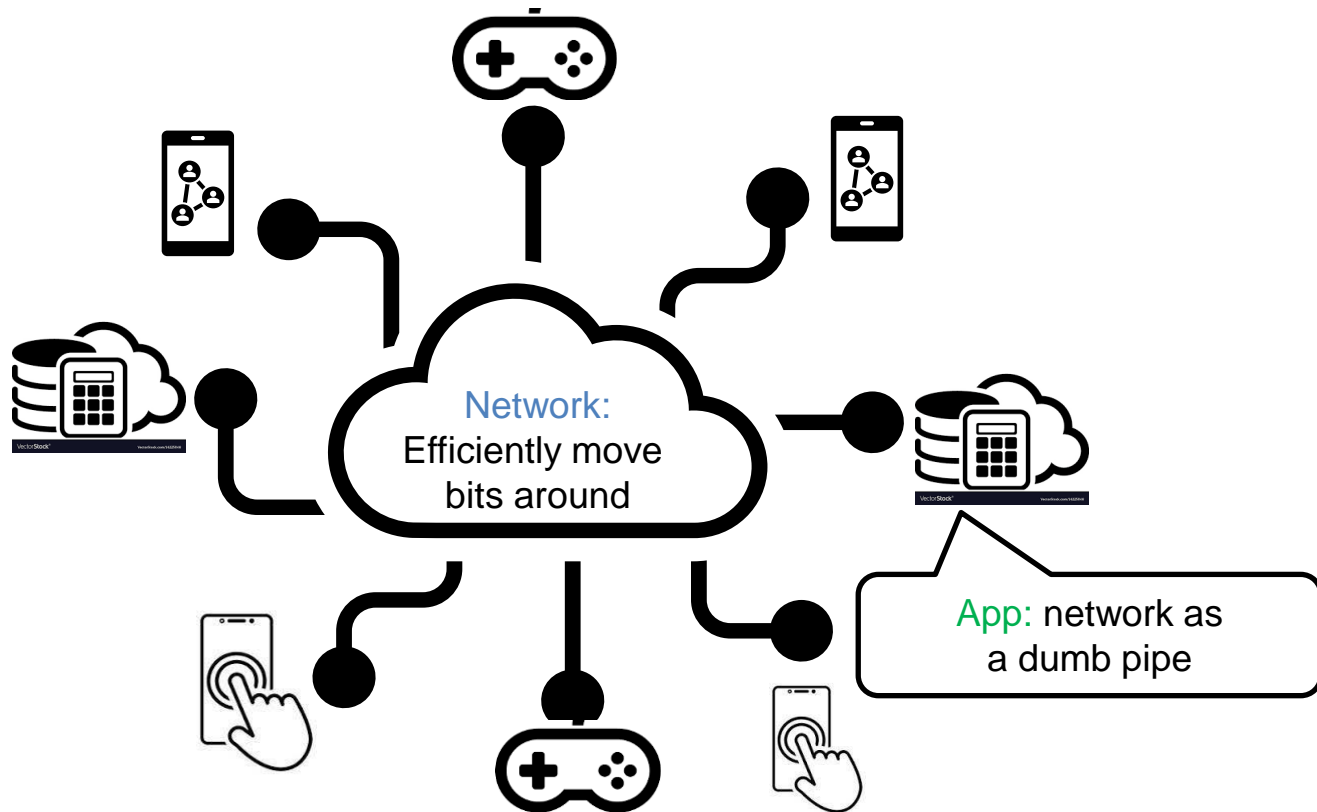 Network:
Efficiently move
bits around
VectorStock®
VectorStock®
App: network as
a dumb pipe